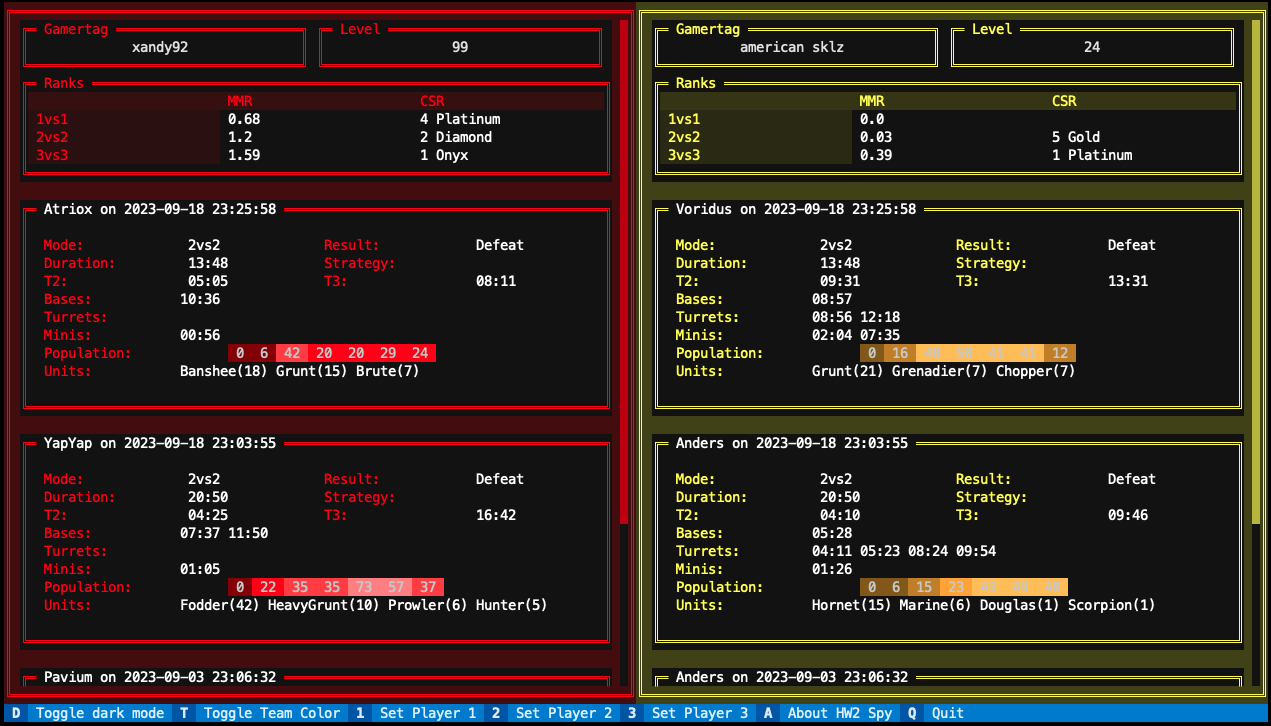 Gamertag
xandy92
Level
99
Ranks
MMR CSR
1vs1 0.68 4 Platinum
2vs2 1.2 2 Diamond
3vs3 1.59 1 Onyx
Atriox on 2023-09-18 23:25:58
Mode: 2vs2 Result: Defeat
Duration: 13:48 Strategy:
T2: 05:05 T3: 08:11
Bases: 10:36
Turrets:
Minis: 00:56
Population: 0 6 42 20 20 29 24
Units: Banshee(18) Grunt(15) Brute(7)
YapYap on 2023-09-18 23:03:55
Mode: 2vs2 Result: Defeat
Duration: 20:50 Strategy:
T2: 04:25 T3: 16:42
Bases: 07:37 11:50
Turrets:
Minis: 01:05
Population: 0 22 35 35 73 57 37
Units: Fodder(42) HeavyGrunt(10) Prowler(6) Hunter(5)
Pavium on 2023-09-03 23:06:32
Gamertag
american sklz
Level
24
Ranks
MMR CSR
1vs1 0.0
2vs2 0.03 5 Gold
3vs3 0.39 1 Platinum
Voridus on 2023-09-18 23:25:58
Mode: 2vs2 Result: Defeat
Duration: 13:48 Strategy:
T2: 09:31 T3: 13:31
Bases: 08:57
Turrets: 08:56 12:18
Minis: 02:04 07:35
Population: 0 16 12
Units: Grunt(21) Grenadier(7) Chopper(7)
Anders on 2023-09-18 23:03:55
Mode: 2vs2 Result: Defeat
Duration: 20:50 Strategy:
T2: 04:10 T3: 09:46
Bases: 05:28
Turrets: 04:11 05:23 08:24 09:54
Minis: 01:26
Population: 0 6 15 23
Units: Hornet(15) Marine(6) Douglas(1) Scorpion(1)
Anders on 2023-09-03 23:06:32
D Toggle dark mode T Toggle Team Color 1 Set Player 1 2 Set Player 2 3 Set Player 3 A About HW2 Spy Q Quit